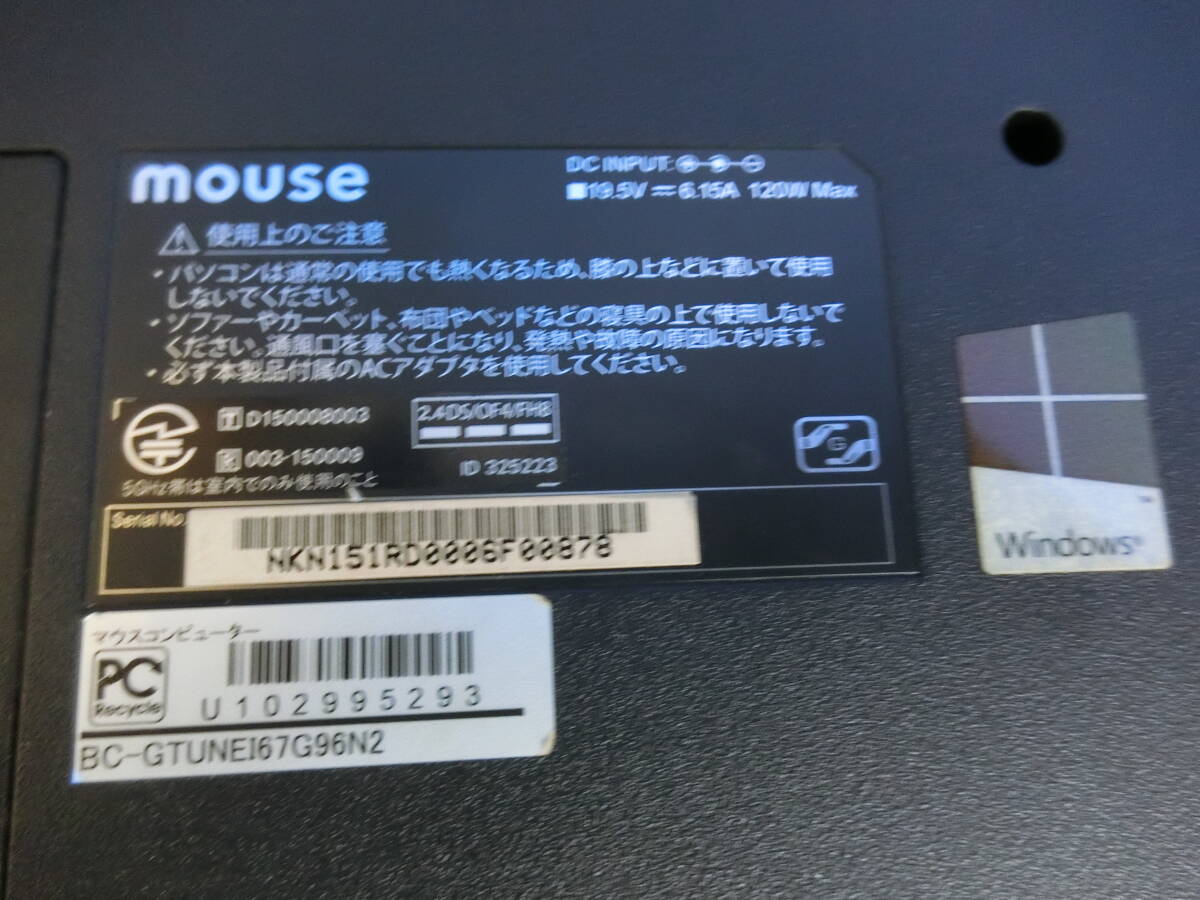 mouse
DC INPUT:
■19.5V ⎓ 6.15A 120W Max
使用上のご注意
・パソコンは通常の使用でも熱くなるため、膝の上などに置いて使用
しないでください。
・ソファーやカーペット、布団やベッドなどの寝具の上で使用しないで
ください。通風口を塞ぐことになり、発熱や故障の原因になります。
・必ず本製品付属のACアダプタを使用してください。
T D150008003
R 003-150009
5GHz帯は室内でのみ使用のこと
2.4DS/OF4/FH8
ID 325223
G
Serial No.
NKN151RD0006F00878
Windows®
マウスコンピューター
PC
Recycle
U102995293
BC-GTUNEI67G96N2